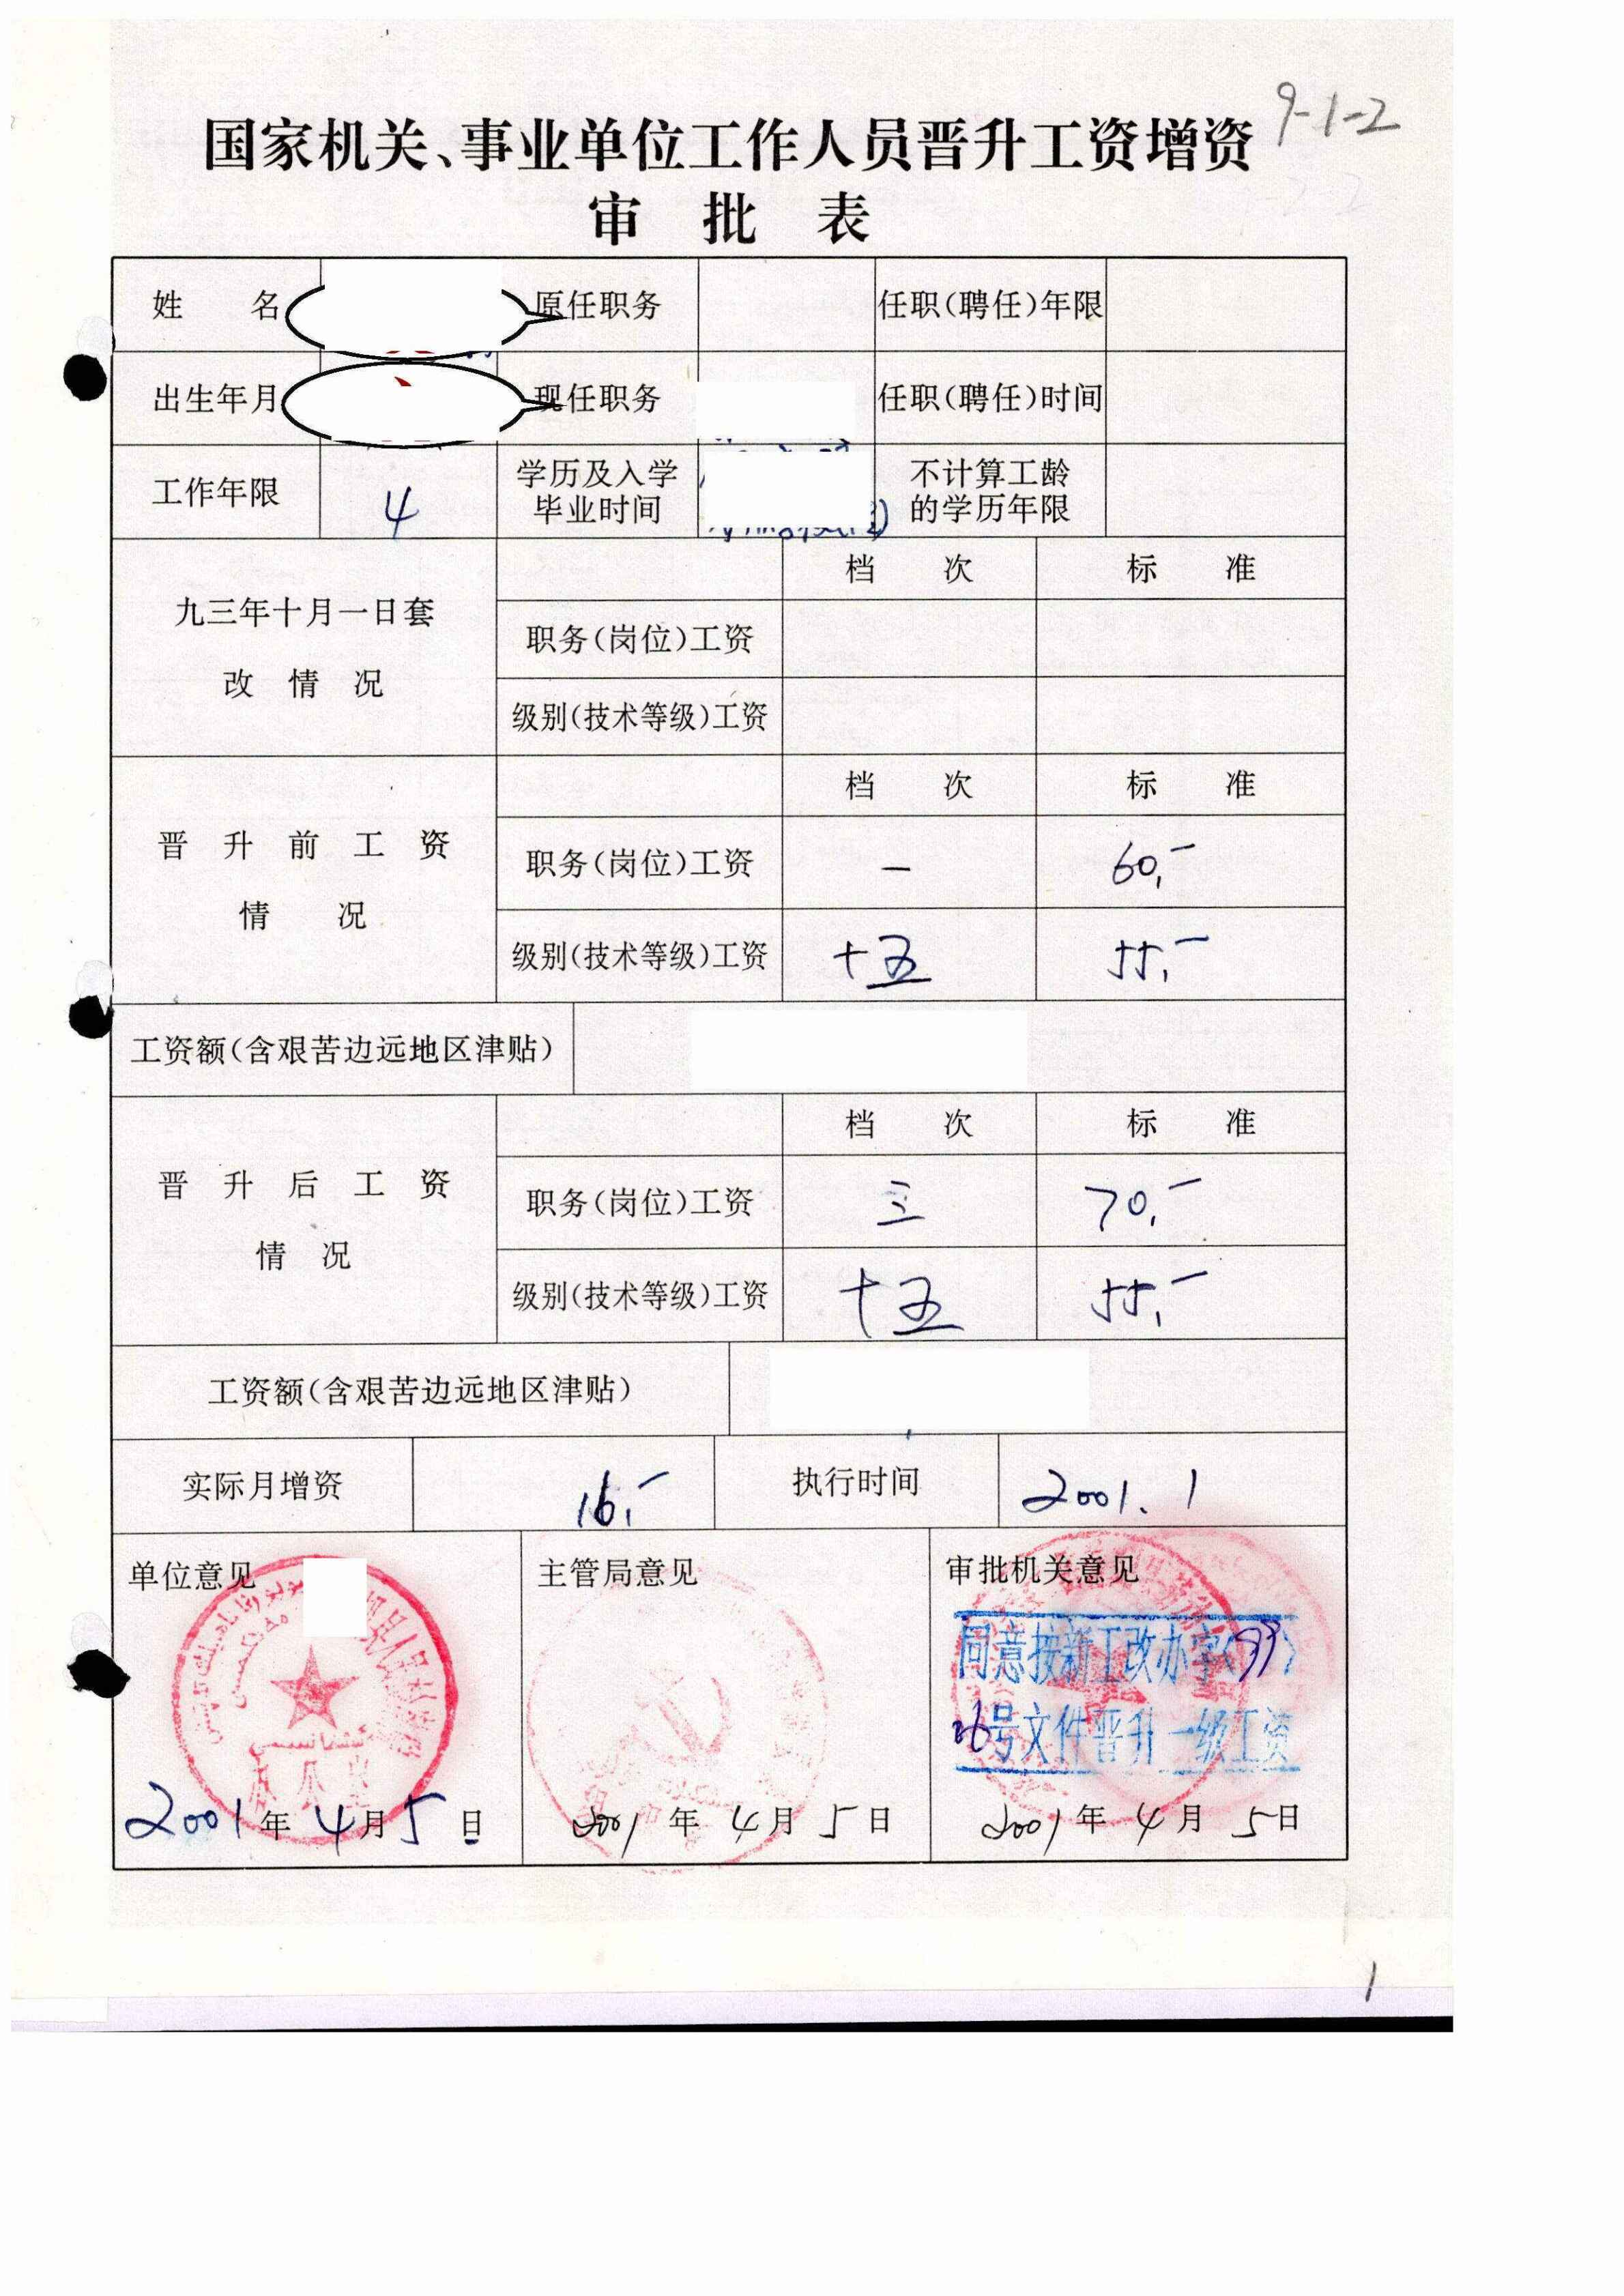 9-1-2
国家机关、事业单位工作人员晋升工资增资
审 批 表
姓 名 原任职务 任职(聘任)年限
出生年月 现任职务 任职(聘任)时间
工作年限 4 学历及入学毕业时间 不计算工龄的学历年限
九三年十月一日套改情况 档次 标准
职务(岗位)工资
级别(技术等级)工资
晋升前工资情况 档次 标准
职务(岗位)工资 一 60.-
级别(技术等级)工资 十五 55.-
工资额(含艰苦边远地区津贴)
晋升后工资情况 档次 标准
职务(岗位)工资 三 70.-
级别(技术等级)工资 十五 55.-
工资额(含艰苦边远地区津贴)
实际月增资 16.- 执行时间 2001.1
单位意见 主管局意见 审批机关意见
同意按新工改办字(99)
26号文件晋升一级工资
2001年4月5日 2001年4月5日 2001年4月5日
1